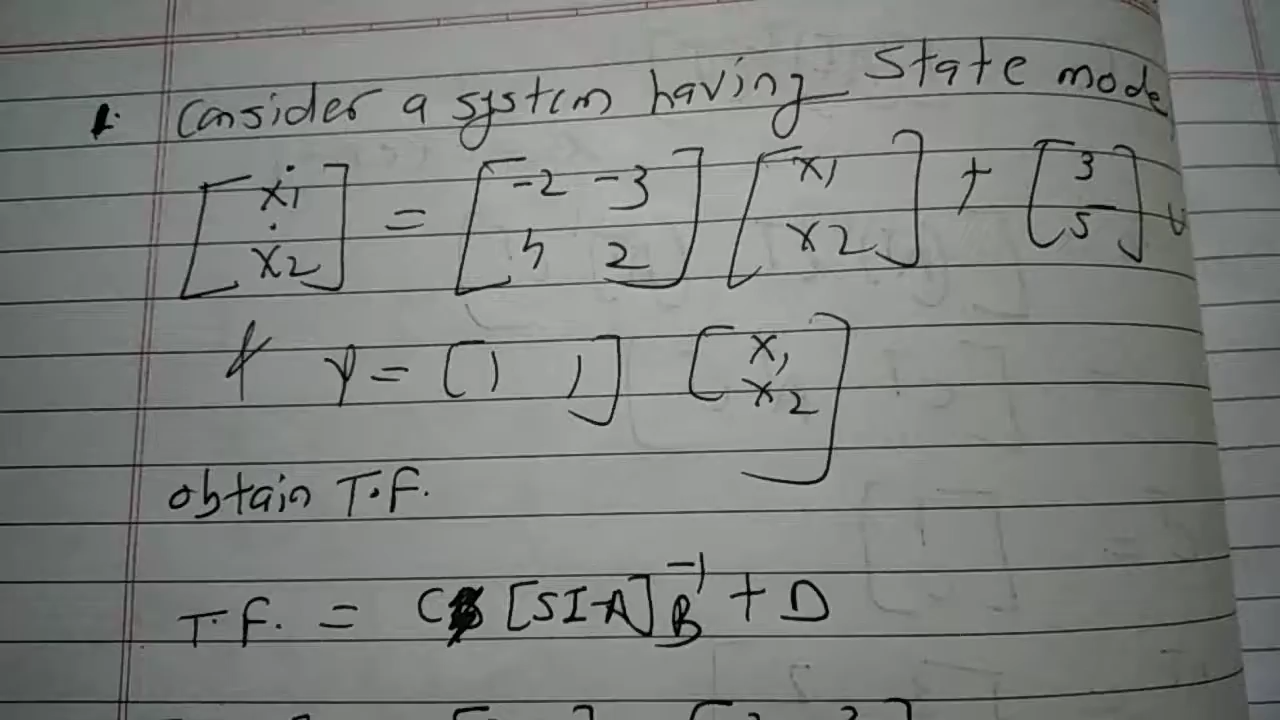 1. Consider a system having State mode
[ẋ1 ẋ2] = [-2 -3 4 2] [x1 x2] + [3 5] u
& Y = [1 1] [x1 x2]
obtain T.F.
T.F. = C [SI-A]⁻¹ B + D